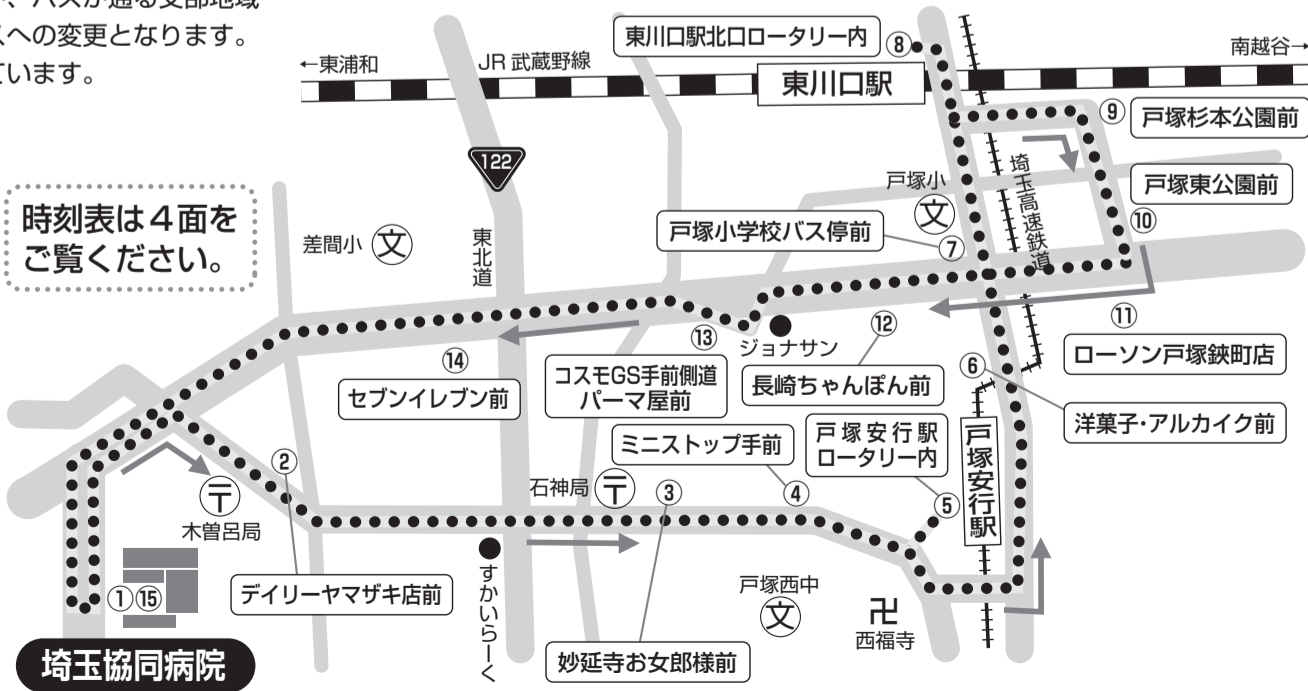 、バスが通る支部地域
スへの変更となります。
ています。
時刻表は４面を
ご覧ください。
←東浦和
JR武蔵野線
南越谷→
東川口駅北口ロータリー内
⑧
東川口駅
⑨
戸塚杉本公園前
戸塚東公園前
⑩
122
東北道
差間小
文
戸塚小
文
埼玉高速鉄道
戸塚小学校バス停前
⑦
⑪
ローソン戸塚鋏町店
⑫
長崎ちゃんぽん前
ジョナサン
⑬
コスモGS手前側道
パーマ屋前
⑭
セブンイレブン前
⑥
洋菓子・アルカイク前
戸塚安行駅
ロータリー内
⑤
戸塚安行駅
ミニストップ手前
④
石神局
〒
③
②
〒
木曽呂局
デイリーヤマザキ店前
すかいらーく
妙延寺お女郎様前
戸塚西中
文
卍
西福寺
①⑮
埼玉協同病院